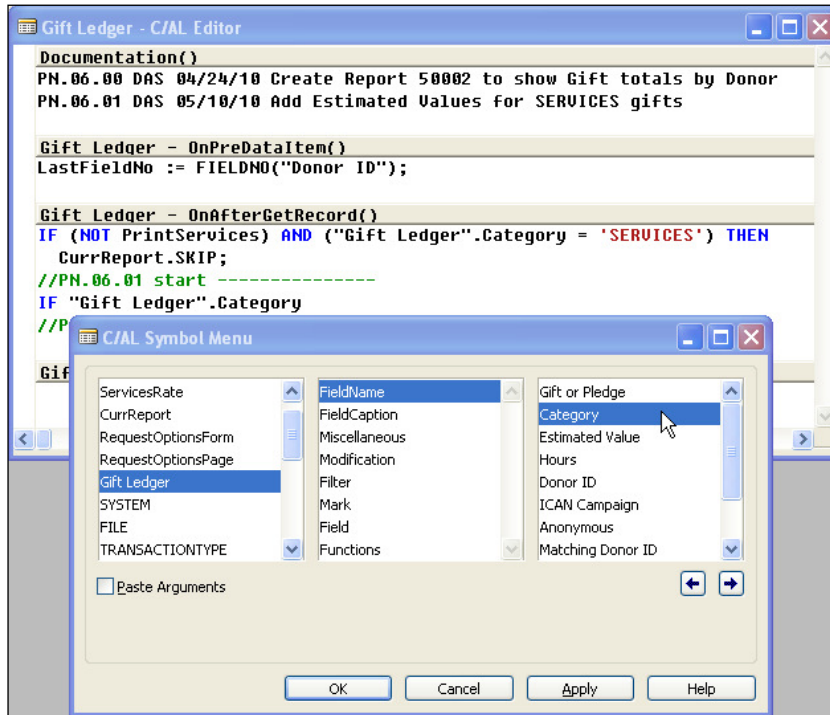 Gift Ledger - C/AL Editor
Documentation()
PN.06.00 DAS 04/24/10 Create Report 50002 to show Gift totals by Donor
PN.06.01 DAS 05/10/10 Add Estimated Values for SERVICES gifts
Gift Ledger - OnPreDataItem()
LastFieldNo := FIELDNO("Donor ID");
Gift Ledger - OnAfterGetRecord()
IF (NOT PrintServices) AND ("Gift Ledger".Category = 'SERVICES') THEN
CurrReport.SKIP;
//PN.06.01 start ---------------
IF "Gift Ledger".Category
//P
Gif
C/AL Symbol Menu
ServicesRate
CurrReport
RequestOptionsForm
RequestOptionsPage
Gift Ledger
SYSTEM
FILE
TRANSACTIONTYPE
FieldName
FieldCaption
Miscellaneous
Modification
Filter
Mark
Field
Functions
Gift or Pledge
Category
Estimated Value
Hours
Donor ID
ICAN Campaign
Anonymous
Matching Donor ID
Paste Arguments
OK
Cancel
Apply
Help